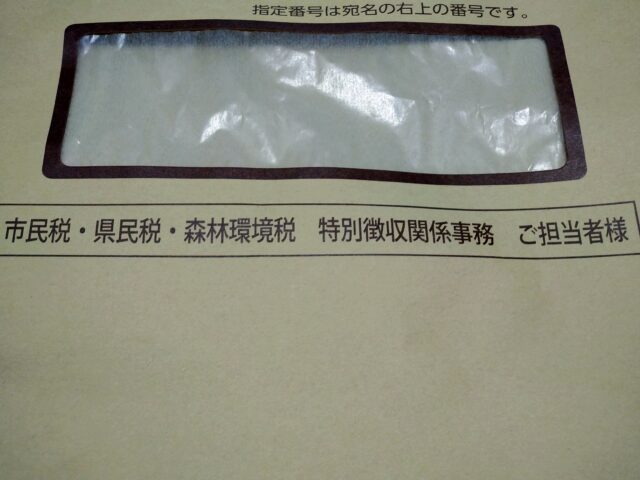 指定番号は宛名の右上の番号です。
市民税・県民税・森林環境税　特別徴収関係事務　ご担当者様